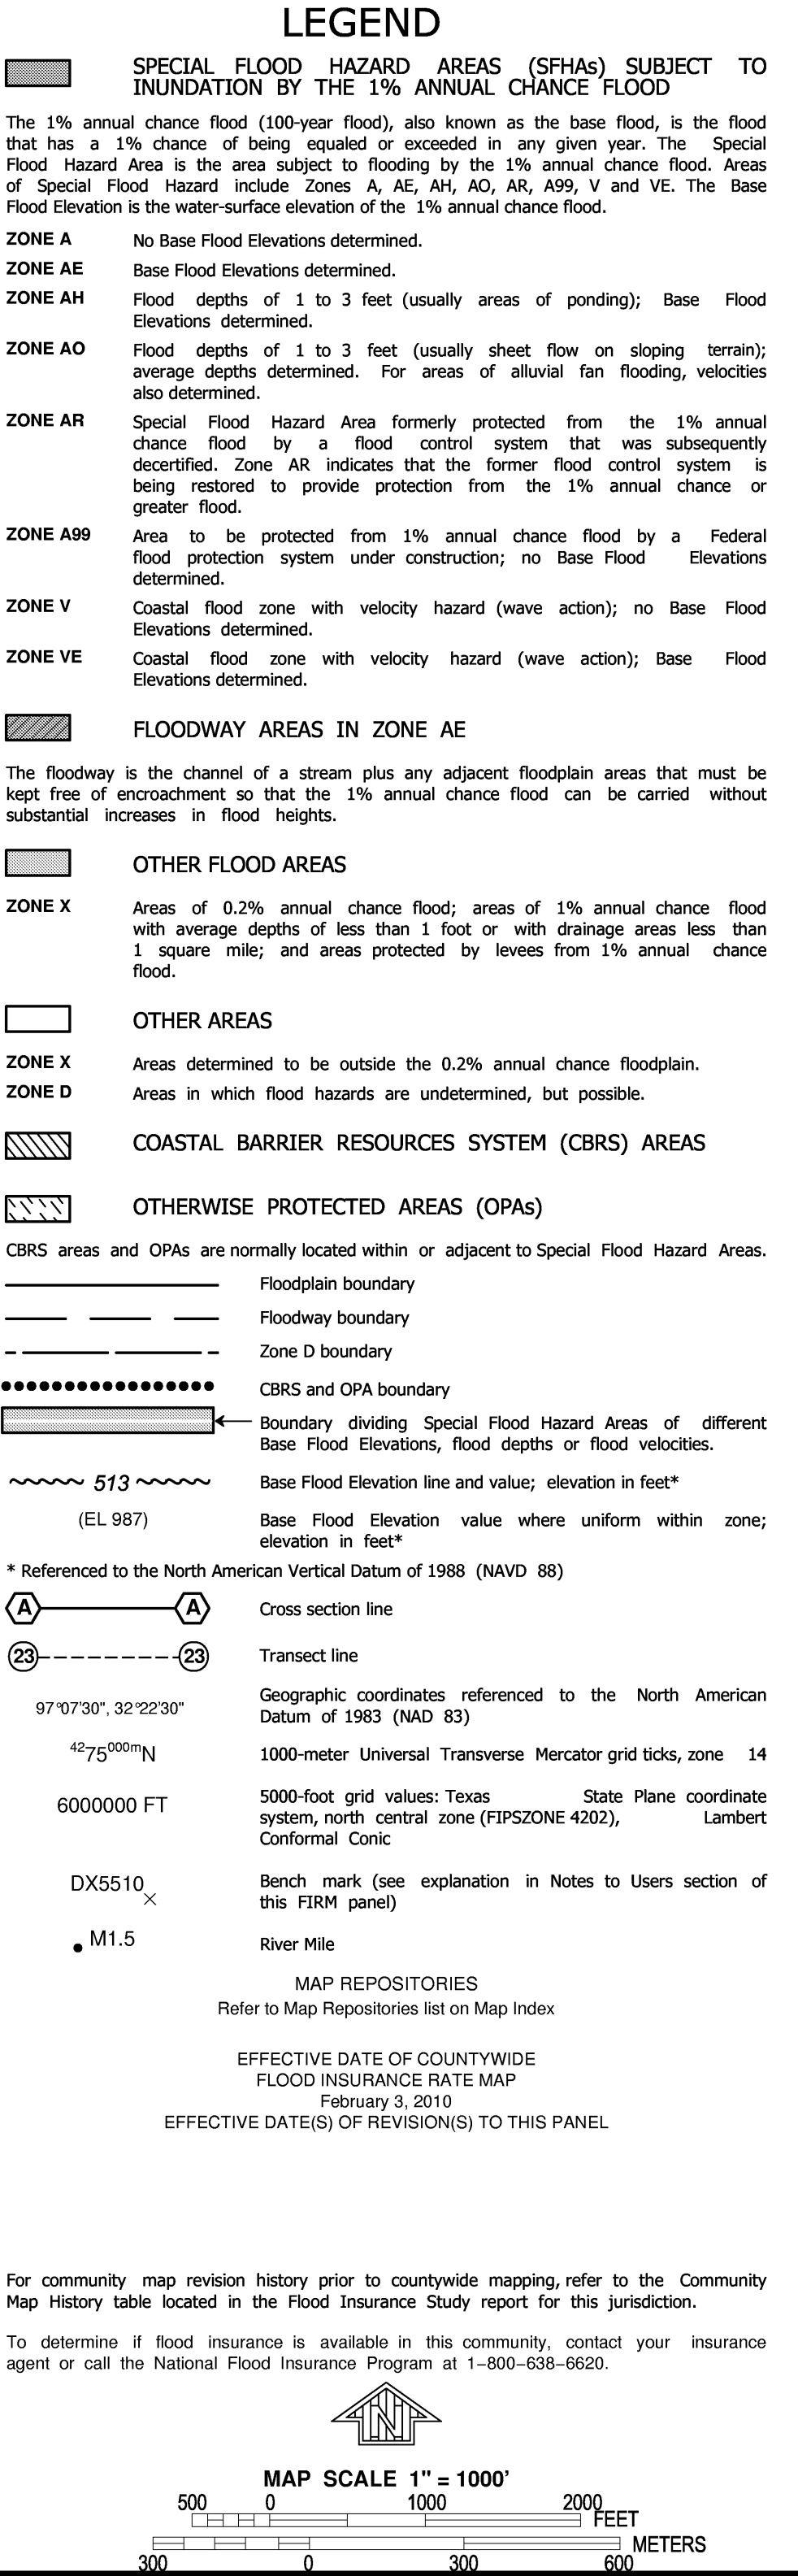 LEGEND
SPECIAL FLOOD HAZARD AREAS (SFHAs) SUBJECT TO
INUNDATION BY THE 1% ANNUAL CHANCE FLOOD
The 1% annual chance flood (100-year flood), also known as the base flood, is the flood
that has a 1% chance of being equaled or exceeded in any given year. The Special
Flood Hazard Area is the area subject to flooding by the 1% annual chance flood. Areas
of Special Flood Hazard include Zones A, AE, AH, AO, AR, A99, V and VE. The Base
Flood Elevation is the water-surface elevation of the 1% annual chance flood.
ZONE A No Base Flood Elevations determined.
ZONE AE Base Flood Elevations determined.
ZONE AH Flood depths of 1 to 3 feet (usually areas of ponding); Base Flood
Elevations determined.
ZONE AO Flood depths of 1 to 3 feet (usually sheet flow on sloping terrain);
average depths determined. For areas of alluvial fan flooding, velocities
also determined.
ZONE AR Special Flood Hazard Area formerly protected from the 1% annual
chance flood by a flood control system that was subsequently
decertified. Zone AR indicates that the former flood control system is
being restored to provide protection from the 1% annual chance or
greater flood.
ZONE A99 Area to be protected from 1% annual chance flood by a Federal
flood protection system under construction; no Base Flood Elevations
determined.
ZONE V Coastal flood zone with velocity hazard (wave action); no Base Flood
Elevations determined.
ZONE VE Coastal flood zone with velocity hazard (wave action); Base Flood
Elevations determined.
FLOODWAY AREAS IN ZONE AE
The floodway is the channel of a stream plus any adjacent floodplain areas that must be
kept free of encroachment so that the 1% annual chance flood can be carried without
substantial increases in flood heights.
OTHER FLOOD AREAS
ZONE X Areas of 0.2% annual chance flood; areas of 1% annual chance flood
with average depths of less than 1 foot or with drainage areas less than
1 square mile; and areas protected by levees from 1% annual chance
flood.
OTHER AREAS
ZONE X Areas determined to be outside the 0.2% annual chance floodplain.
ZONE D Areas in which flood hazards are undetermined, but possible.
COASTAL BARRIER RESOURCES SYSTEM (CBRS) AREAS
OTHERWISE PROTECTED AREAS (OPAs)
CBRS areas and OPAs are normally located within or adjacent to Special Flood Hazard Areas.
Floodplain boundary
Floodway boundary
Zone D boundary
CBRS and OPA boundary
Boundary dividing Special Flood Hazard Areas of different
Base Flood Elevations, flood depths or flood velocities.
513 Base Flood Elevation line and value; elevation in feet*
(EL 987) Base Flood Elevation value where uniform within zone;
elevation in feet*
* Referenced to the North American Vertical Datum of 1988 (NAVD 88)
A A Cross section line
23 23 Transect line
97°07'30", 32°22'30" Geographic coordinates referenced to the North American
Datum of 1983 (NAD 83)
4275000mN 1000-meter Universal Transverse Mercator grid ticks, zone 14
6000000 FT 5000-foot grid values: Texas State Plane coordinate
system, north central zone (FIPSZONE 4202), Lambert
Conformal Conic
DX5510 Bench mark (see explanation in Notes to Users section of
this FIRM panel)
M1.5 River Mile
MAP REPOSITORIES
Refer to Map Repositories list on Map Index
EFFECTIVE DATE OF COUNTYWIDE
FLOOD INSURANCE RATE MAP
February 3, 2010
EFFECTIVE DATE(S) OF REVISION(S) TO THIS PANEL
For community map revision history prior to countywide mapping, refer to the Community
Map History table located in the Flood Insurance Study report for this jurisdiction.
To determine if flood insurance is available in this community, contact your insurance
agent or call the National Flood Insurance Program at 1-800-638-6620.
N
MAP SCALE 1" = 1000'
500 0 1000 2000
FEET
METERS
300 0 300 600